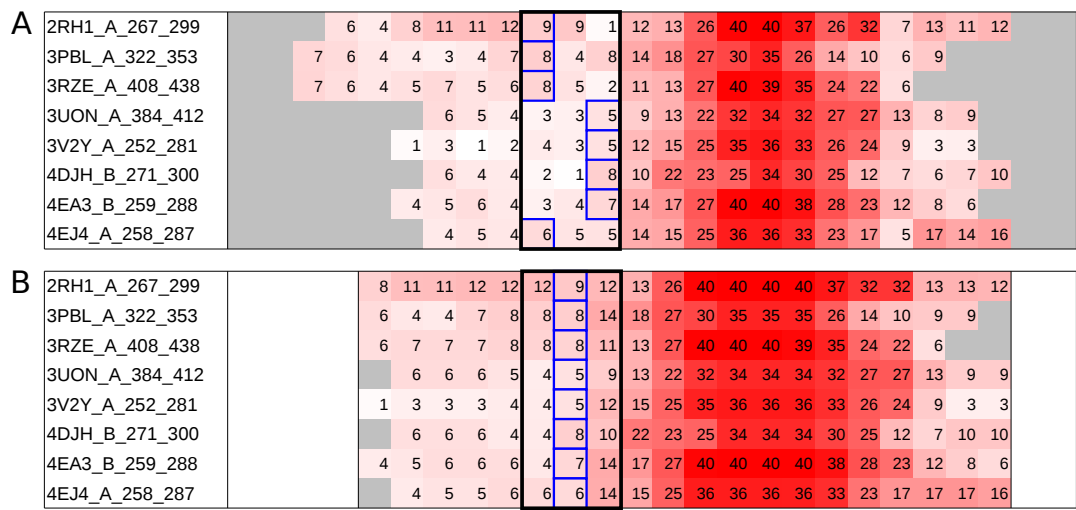 A
2RH1_A_267_299 6 4 8 11 11 12 9 9 1 12 13 26 40 40 37 26 32 7 13 11 12
3PBL_A_322_353 7 6 4 4 3 4 7 8 4 8 14 18 27 30 35 26 14 10 6 9
3RZE_A_408_438 7 6 4 5 7 5 6 8 5 2 11 13 27 40 39 35 24 22 6
3UON_A_384_412 6 5 4 3 3 5 9 13 22 32 34 32 27 27 13 8 9
3V2Y_A_252_281 1 3 1 2 4 3 5 12 15 25 35 36 33 26 24 9 3 3
4DJH_B_271_300 6 4 4 2 1 8 10 22 23 25 34 30 25 12 7 6 7 10
4EA3_B_259_288 4 5 6 4 3 4 7 14 17 27 40 40 38 28 23 12 8 6
4EJ4_A_258_287 4 5 4 6 5 5 14 15 25 36 36 33 23 17 5 17 14 16
B
2RH1_A_267_299 8 11 11 12 12 12 9 12 13 26 40 40 40 40 37 32 32 13 13 12
3PBL_A_322_353 6 4 4 7 8 8 8 14 18 27 30 35 35 35 26 14 10 9 9
3RZE_A_408_438 6 7 7 7 8 8 8 11 13 27 40 40 40 39 35 24 22 6
3UON_A_384_412 6 6 6 5 4 5 9 13 22 32 34 34 34 32 27 27 13 9 9
3V2Y_A_252_281 1 3 3 3 4 4 5 12 15 25 35 36 36 36 33 26 24 9 3 3
4DJH_B_271_300 6 6 6 4 4 8 10 22 23 25 34 34 34 30 25 12 7 10 10
4EA3_B_259_288 4 5 6 6 6 4 7 14 17 27 40 40 40 40 38 28 23 12 8 6
4EJ4_A_258_287 4 5 5 6 6 6 14 15 25 36 36 36 36 33 23 17 17 17 16